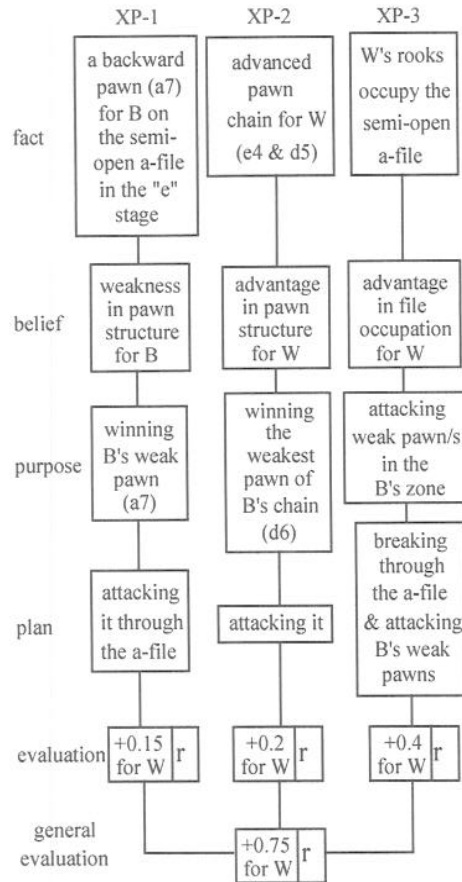 XP-1
XP-2
XP-3
fact
a backward
pawn (a7)
for B on
the semi-
open a-file
in the "e"
stage
advanced
pawn
chain for W
(e4 & d5)
W's rooks
occupy the
semi-open
a-file
belief
weakness
in pawn
structure
for B
advantage
in pawn
structure
for W
advantage
in file
occupation
for W
purpose
winning
B's weak
pawn
(a7)
winning
the
weakest
pawn of
B's chain
(d6)
attacking
weak pawn/s
in the
B's zone
plan
attacking
it through
the a-file
attacking it
breaking
through
the a-file
& attacking
B's weak
pawns
evaluation
+0.15
for W
r
+0.2
for W
r
+0.4
for W
r
general
evaluation
+0.75
for W
r